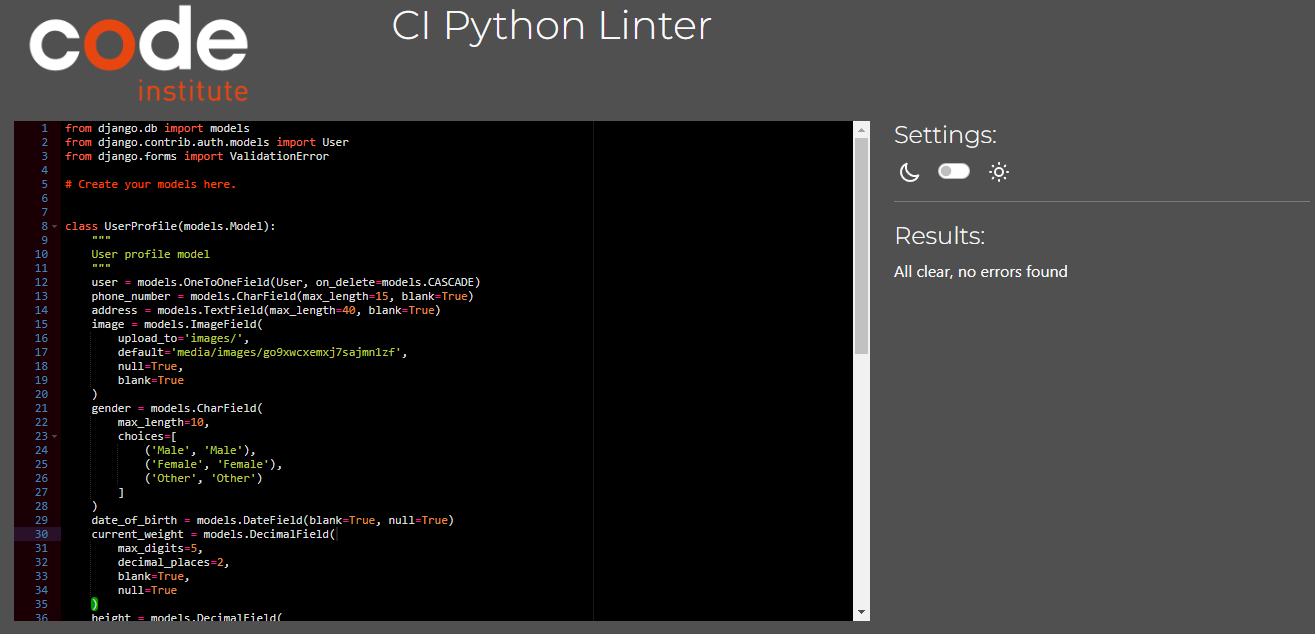 code
institute
CI Python Linter
1 from django.db import models
2 from django.contrib.auth.models import User
3 from django.forms import ValidationError
4
5 # Create your models here.
6
7
8 class UserProfile(models.Model):
9     """
10     User profile model
11     """
12     user = models.OneToOneField(User, on_delete=models.CASCADE)
13     phone_number = models.CharField(max_length=15, blank=True)
14     address = models.TextField(max_length=40, blank=True)
15     image = models.ImageField(
16         upload_to='images/',
17         default='media/images/go9xwcxemxj7sajmn1zf',
18         null=True,
19         blank=True
20     )
21     gender = models.CharField(
22         max_length=10,
23         choices=[
24             ('Male', 'Male'),
25             ('Female', 'Female'),
26             ('Other', 'Other')
27         ]
28     )
29     date_of_birth = models.DateField(blank=True, null=True)
30     current_weight = models.DecimalField(
31         max_digits=5,
32         decimal_places=2,
33         blank=True,
34         null=True
35     )
36     height = models.DecimalField(
Settings:
Results:
All clear, no errors found